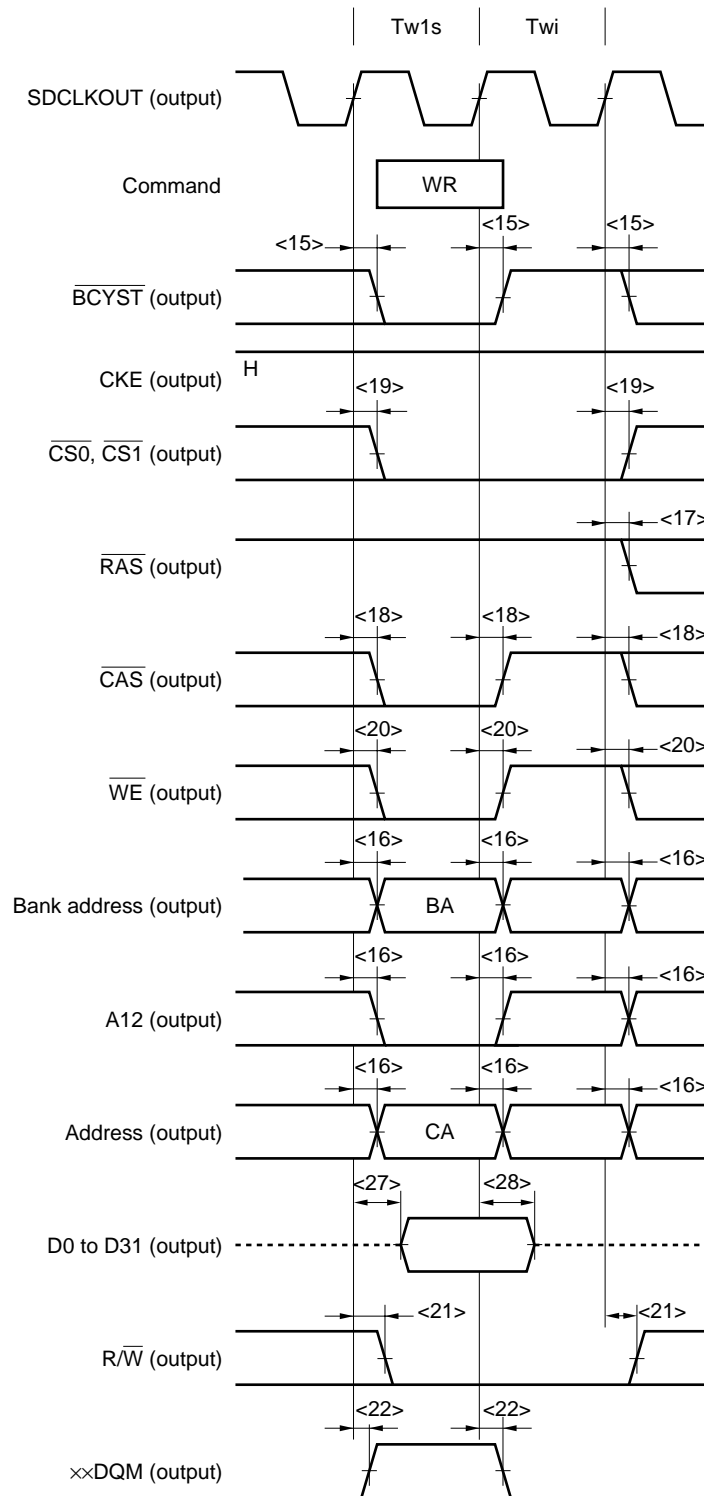 Tw1s Twi
SDCLKOUT (output)
Command WR
<15> <15> <15>
BCYST (output)
CKE (output) H
<19> <19>
CS0, CS1 (output)
<17>
RAS (output)
<18> <18> <18>
CAS (output)
<20> <20> <20>
WE (output)
<16> <16> <16>
Bank address (output) BA
<16> <16> <16>
A12 (output)
<16> <16> <16>
Address (output) CA
<27> <28>
D0 to D31 (output)
<21> <21>
R/W (output)
<22> <22>
××DQM (output)